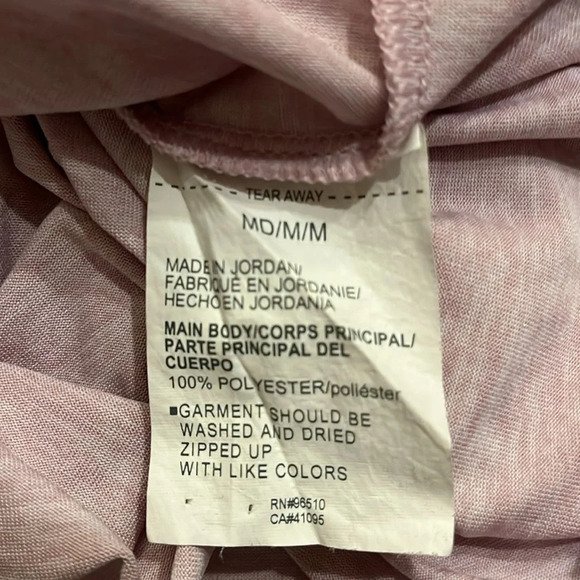 TEAR AWAY
MD/M/M
MADE IN JORDAN/
FABRIQUÉ EN JORDANIE/
HECHO EN JORDANIA
MAIN BODY/CORPS PRINCIPAL/
PARTE PRINCIPAL DEL
CUERPO
100% POLYESTER/poliéster
■GARMENT SHOULD BE
WASHED AND DRIED
ZIPPED UP
WITH LIKE COLORS
RN#96510
CA#41095